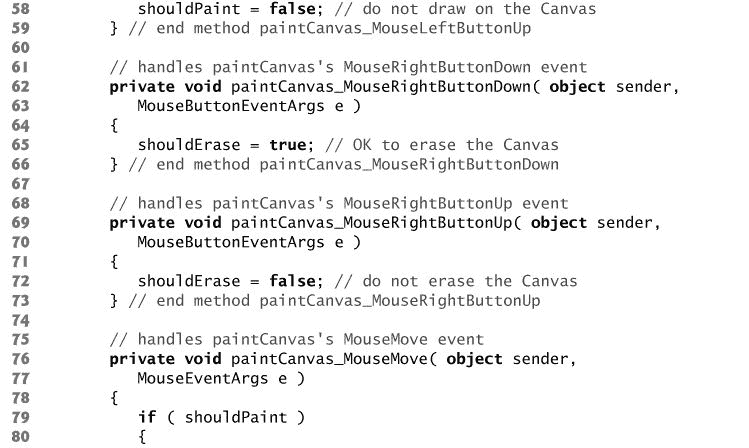 58 shouldPaint = false; // do not draw on the Canvas
59 } // end method paintCanvas_MouseLeftButtonUp
60
61 // handles paintCanvas's MouseRightButtonDown event
62 private void paintCanvas_MouseRightButtonDown( object sender,
63 MouseButtonEventArgs e )
64 {
65 shouldErase = true; // OK to erase the Canvas
66 } // end method paintCanvas_MouseRightButtonDown
67
68 // handles paintCanvas's MouseRightButtonUp event
69 private void paintCanvas_MouseRightButtonUp( object sender,
70 MouseButtonEventArgs e )
71 {
72 shouldErase = false; // do not erase the Canvas
73 } // end method paintCanvas_MouseRightButtonUp
74
75 // handles paintCanvas's MouseMove event
76 private void paintCanvas_MouseMove( object sender,
77 MouseEventArgs e )
78 {
79 if ( shouldPaint )
80 {